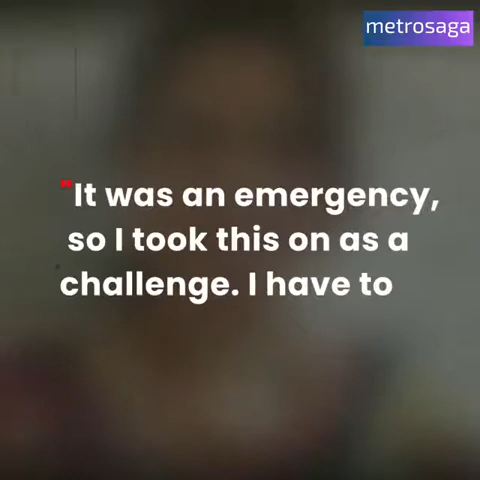 metrosaga
"It was an emergency,
so I took this on as a
challenge. I have to